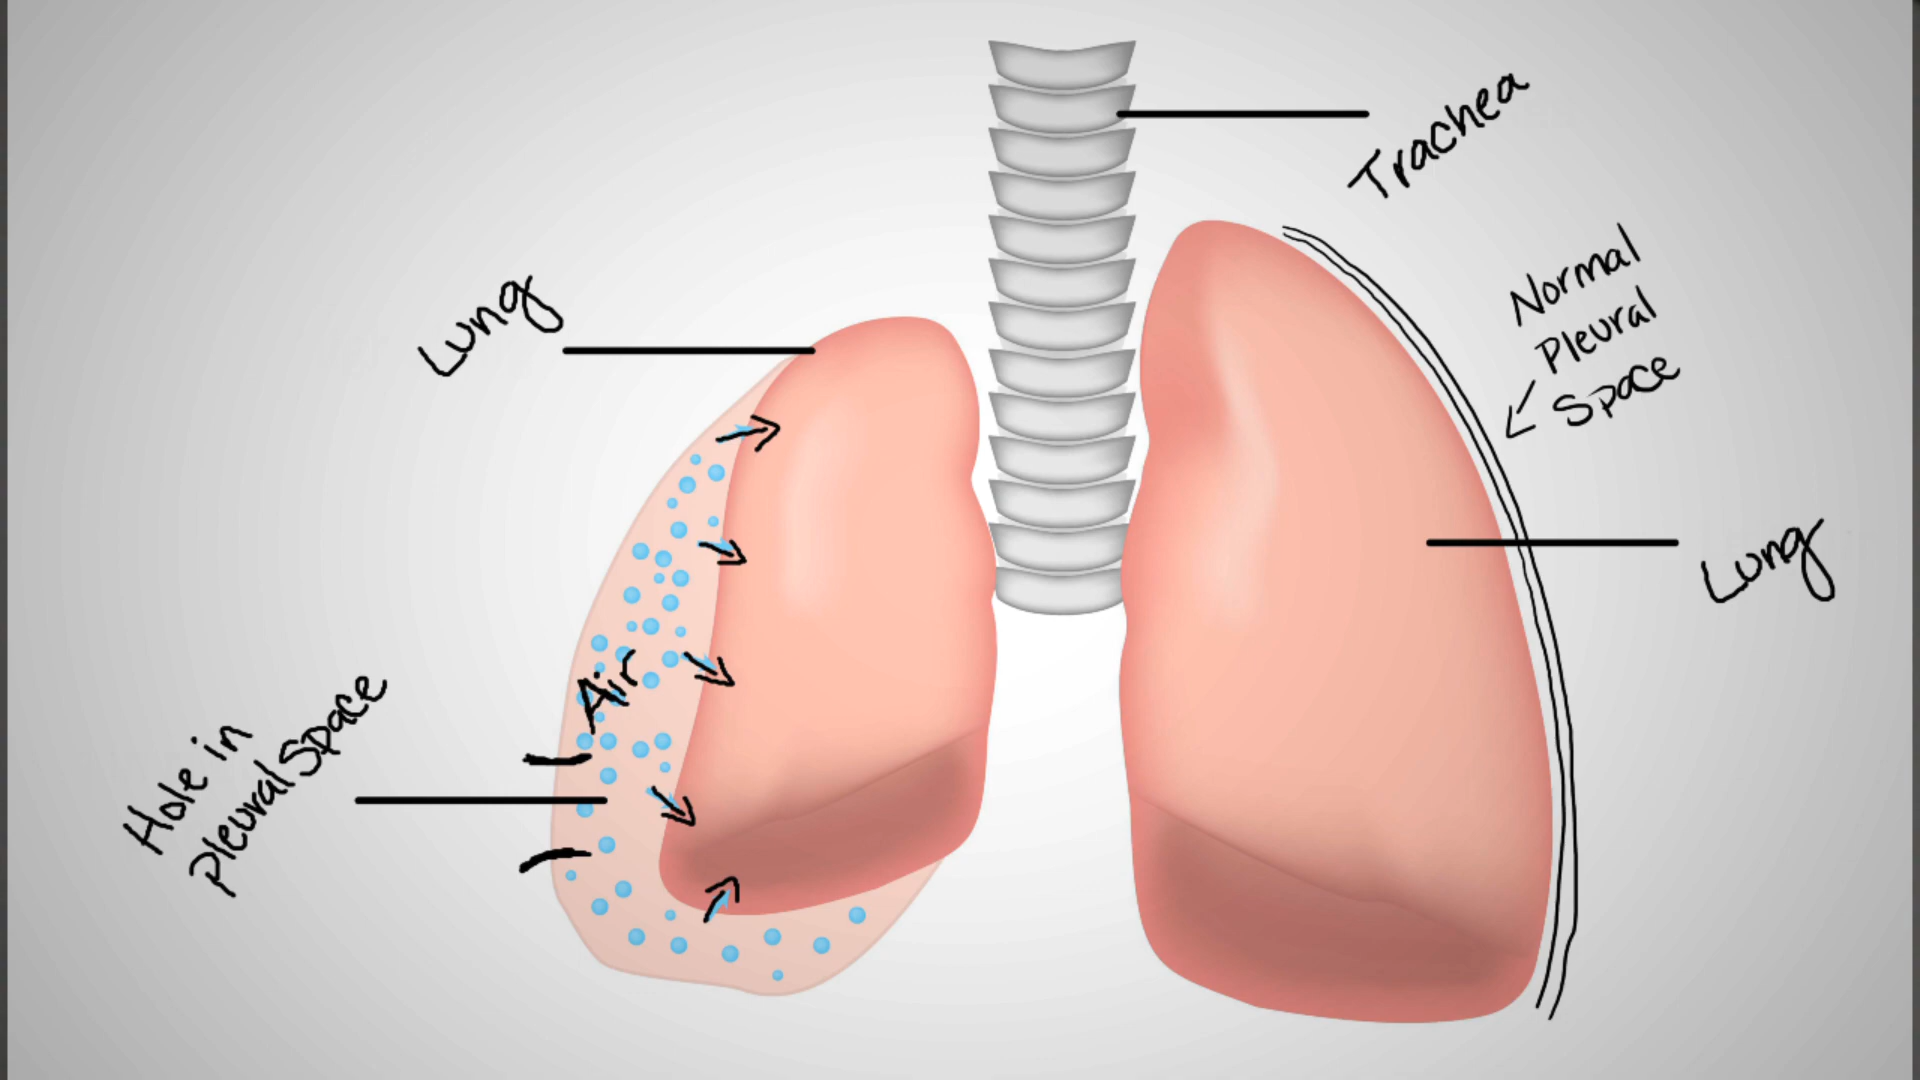 Trachea
Normal
Pleural
Space
Lung
Lung
Air
Hole in
Pleural Space